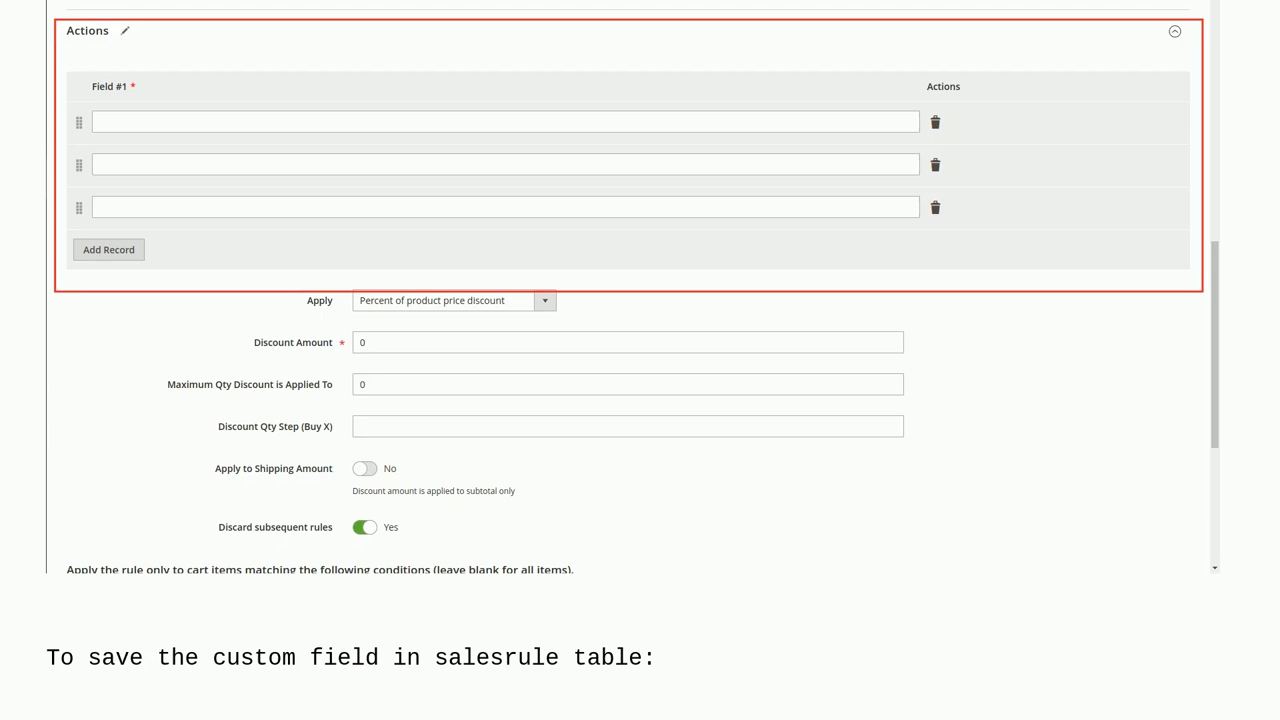 Actions
Field #1 * Actions
Add Record
Apply Percent of product price discount
Discount Amount * 0
Maximum Qty Discount is Applied To 0
Discount Qty Step (Buy X)
Apply to Shipping Amount No
Discount amount is applied to subtotal only
Discard subsequent rules Yes
Apply the rule only to cart items matching the following conditions (leave blank for all items).
To save the custom field in salesrule table: